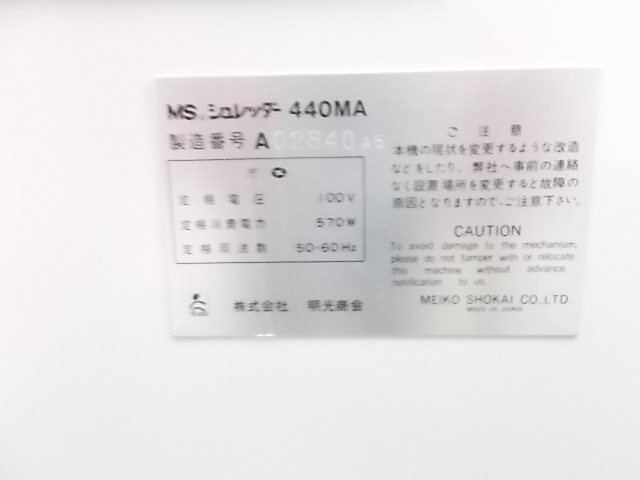 MS.シュレッダー 440MA
製造番号 A 02840 A5
〒
定格電圧 100V
定格消費電力 570W
定格周波数 50-60Hz
株式会社 明光商会
ご注意
本機の現状を変更するような改造
などをしたり、弊社へ事前の連絡
なく設置場所を変更すると故障の
原因となりますので、ご注意下さい。
CAUTION
To avoid damage to the mechanism,
please do not tamper with or relocate
this machine without advance
notification to us.
MEIKO SHOKAI CO.,LTD.
MADE IN JAPAN